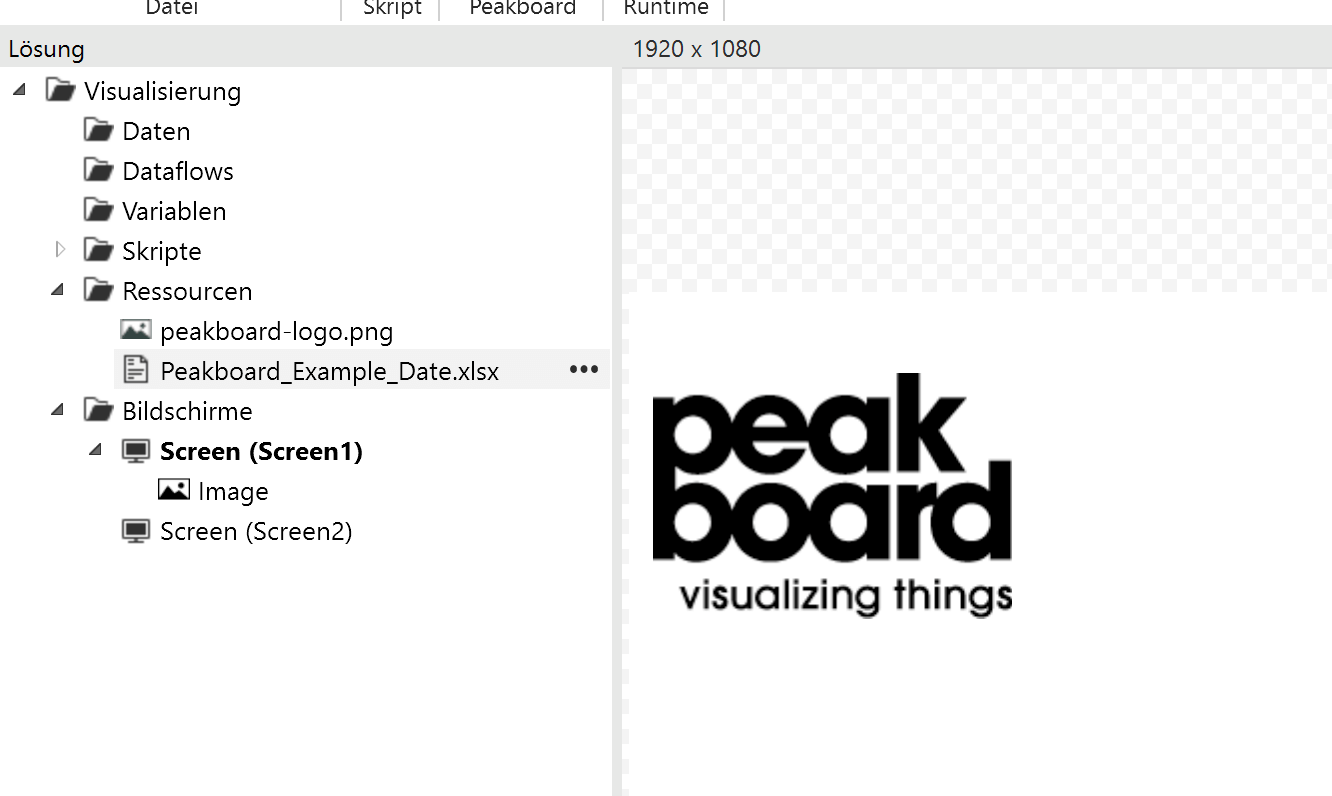 Datei Skript Peakboard Runtime
Lösung
1920 x 1080
Visualisierung
Daten
Dataflows
Variablen
Skripte
Ressourcen
peakboard-logo.png
Peakboard_Example_Date.xlsx •••
Bildschirme
Screen (Screen1)
Image
Screen (Screen2)
peak
board
visualizing things